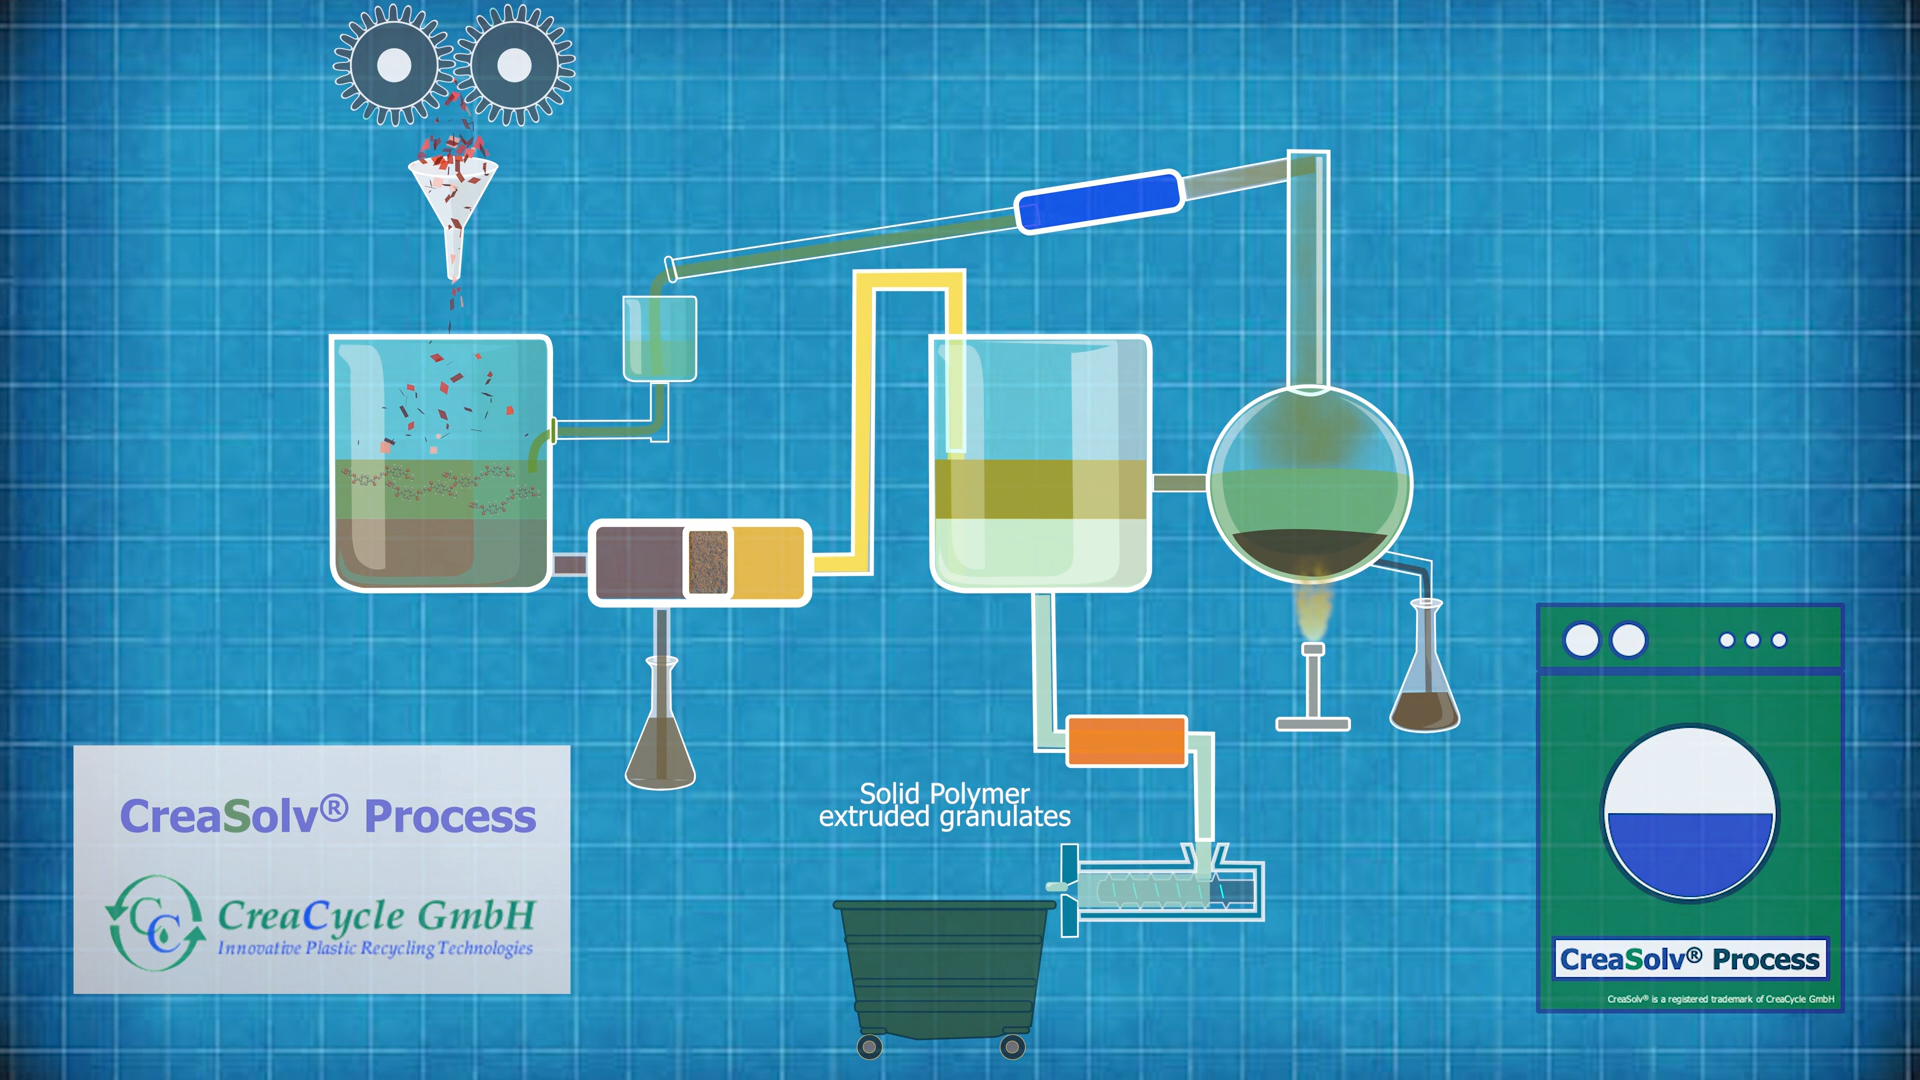 Solid Polymer
extruded granulates
CreaSolv® Process
CC
CreaCycle GmbH
Innovative Plastic Recycling Technologies
CreaSolv® Process
CreaSolv® is a registered trademark of CreaCycle GmbH